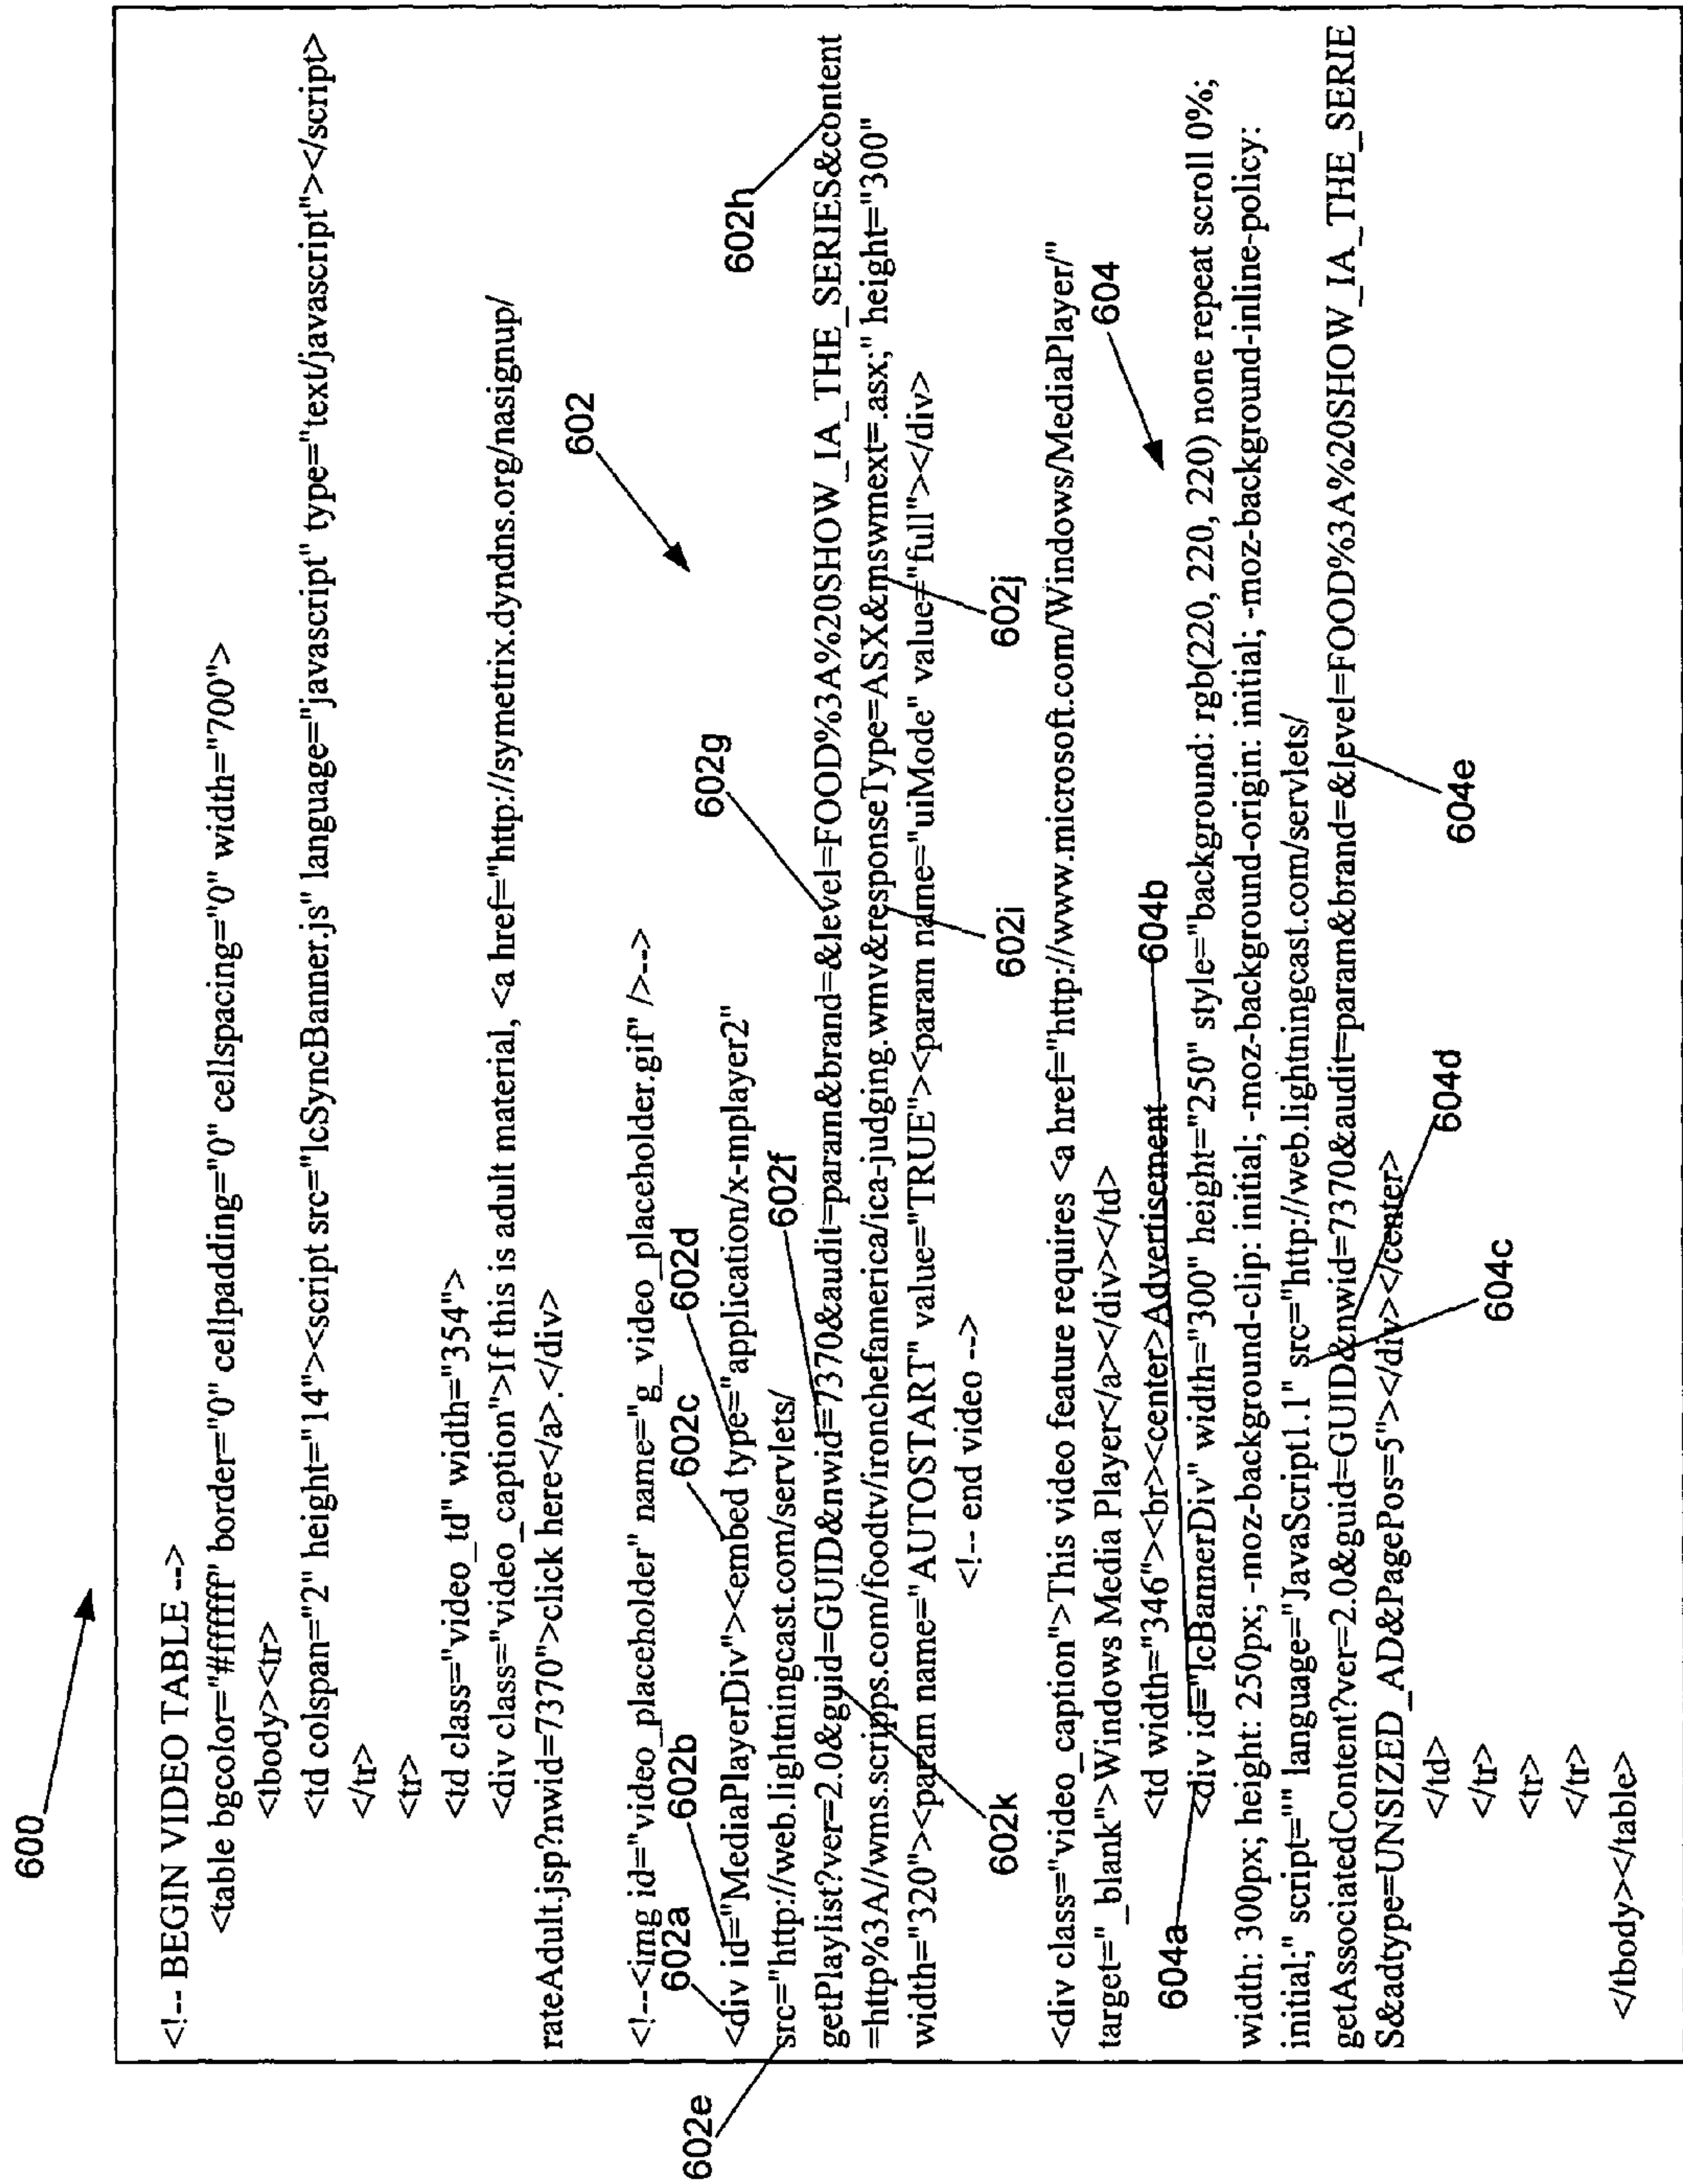 600
<!-- BEGIN VIDEO TABLE -->
<table bgcolor="#ffffff" border="0" cellpadding="0" cellspacing="0" width="700">
<tbody><tr>
<td colspan="2" height="14"><script src="lcSyncBanner.js" language="javascript" type="text/javascript"></script>
</tr>
<tr>
<td class="video_td" width="354">
<div class="video_caption">If this is adult material, <a href="http://symetrix.dyndns.org/nasignup/
rateAdult.jsp?nwid=7370">click here</a>.</div>
602
<!--<img id="video_placeholder" name="g_video_placeholder.gif" />-->
602a 602b 602c 602d 602g 602h
<div id="MediaPlayerDiv"><embed type="application/x-mplayer2"
602e
src="http://web.lightningcast.com/servlets/
602f
getPlaylist?ver=2.0&guid=GUID&nwid=7370&audit=param&brand=&level=FOOD%3A%20SHOW_IA_THE_SERIES&content
=http%3A//wms.scripps.com/foodtv/ironchefamerica/ica-judging.wmv&responseType=ASX&mswmext=.asx;" height="300"
width="320"><param name="AUTOSTART" value="TRUE"><param name="uiMode" value="full"></div>
<!-- end video -->
602k 602i 602j
<div class="video_caption">This video feature requires <a href="http://www.microsoft.com/Windows/MediaPlayer/"
target="_blank">Windows Media Player</a></div></td>
604
<td width="346"><br><center>Advertisement
604a 604b
<div id="lcBannerDiv" width="300" height="250" style="background: rgb(220, 220, 220) none repeat scroll 0%;
width: 300px; height: 250px; -moz-background-clip: initial; -moz-background-origin: initial; -moz-background-inline-policy:
initial;" script="" language="JavaScript1.1" src="http://web.lightningcast.com/servlets/
getAssociatedContent?ver=2.0&guid=GUID&nwid=7370&audit=param&brand=&level=FOOD%3A%20SHOW_IA_THE_SERIE
S&adtype=UNSIZED_AD&PagePos=5"></div></center>
604c 604d 604e
</td>
</tr>
<tr>
</tr>
</tbody></table>